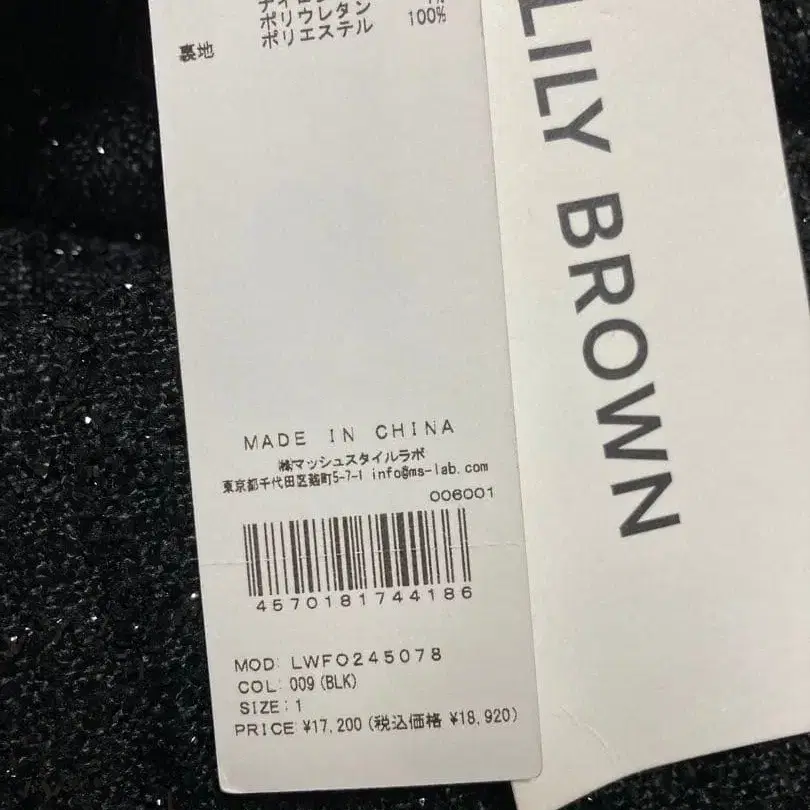 ポリウレタン
裏地 ポリエステル 100%
MADE IN CHINA
㈱マッシュスタイルラボ
東京都千代田区麹町5-7-1 info@ms-lab.com
006001
4570181744186
MOD: LWFO245078
COL: 009 (BLK)
SIZE: 1
PRICE: ¥17,200 (税込価格 ¥18,920)
LILY BROWN